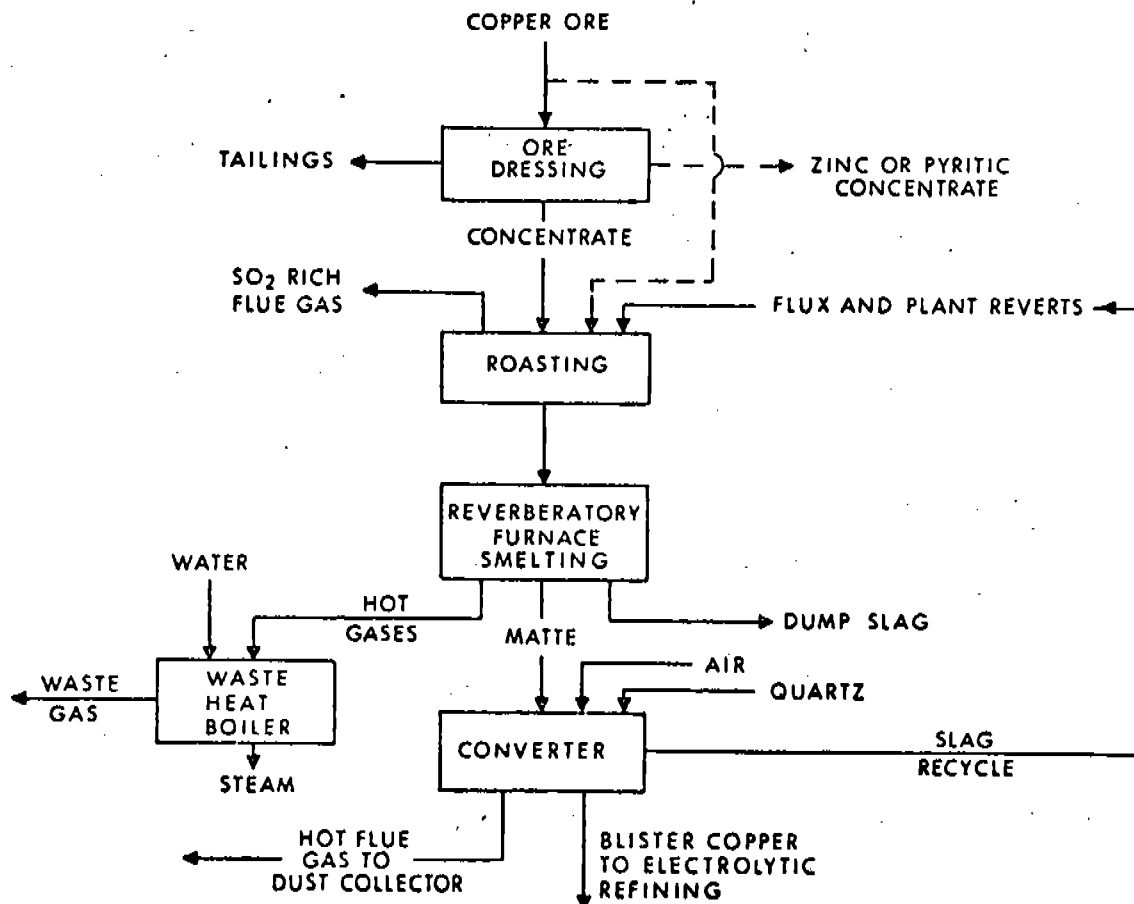 COPPER ORE
ORE
DRESSING
TAILINGS
ZINC OR PYRITIC
CONCENTRATE
CONCENTRATE
SO₂ RICH
FLUE GAS
FLUX AND PLANT REVERTS
ROASTING
REVERBERATORY
FURNACE
SMELTING
WATER
HOT
GASES
MATTE
DUMP SLAG
AIR
QUARTZ
WASTE
GAS
WASTE
HEAT
BOILER
CONVERTER
SLAG
RECYCLE
STEAM
HOT FLUE
GAS TO
DUST COLLECTOR
BLISTER COPPER
TO ELECTROLYTIC
REFINING